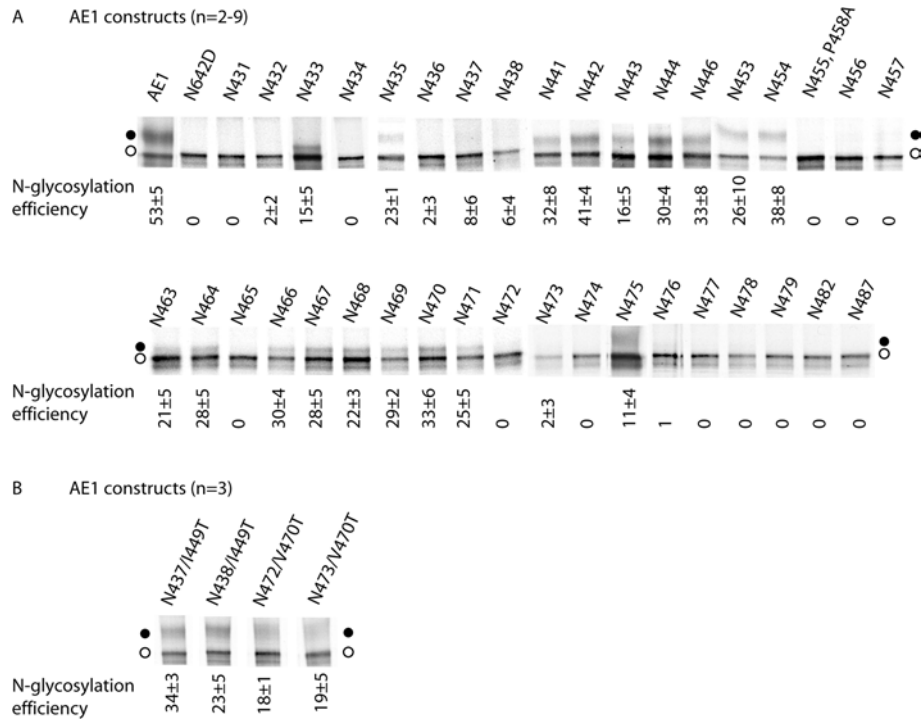 A AE1 constructs (n=2-9)
AE1 N642D N431 N432 N433 N434 N435 N436 N437 N438 N441 N442 N443 N444 N446 N453 N454 N455,P458A N456 N457
N-glycosylation
efficiency
53±5 0 0 2±2 15±5 0 23±1 2±3 8±6 6±4 32±8 41±4 16±5 30±4 33±8 26±10 38±8 0 0 0
N463 N464 N465 N466 N467 N468 N469 N470 N471 N472 N473 N474 N475 N476 N477 N478 N479 N482 N487
N-glycosylation
efficiency
21±5 28±5 0 30±4 28±5 22±3 29±2 33±6 25±5 0 2±3 0 11±4 1 0 0 0 0 0
B AE1 constructs (n=3)
N437/I449T N438/I449T N472/V470T N473/V470T
N-glycosylation
efficiency
34±3 23±5 18±1 19±5